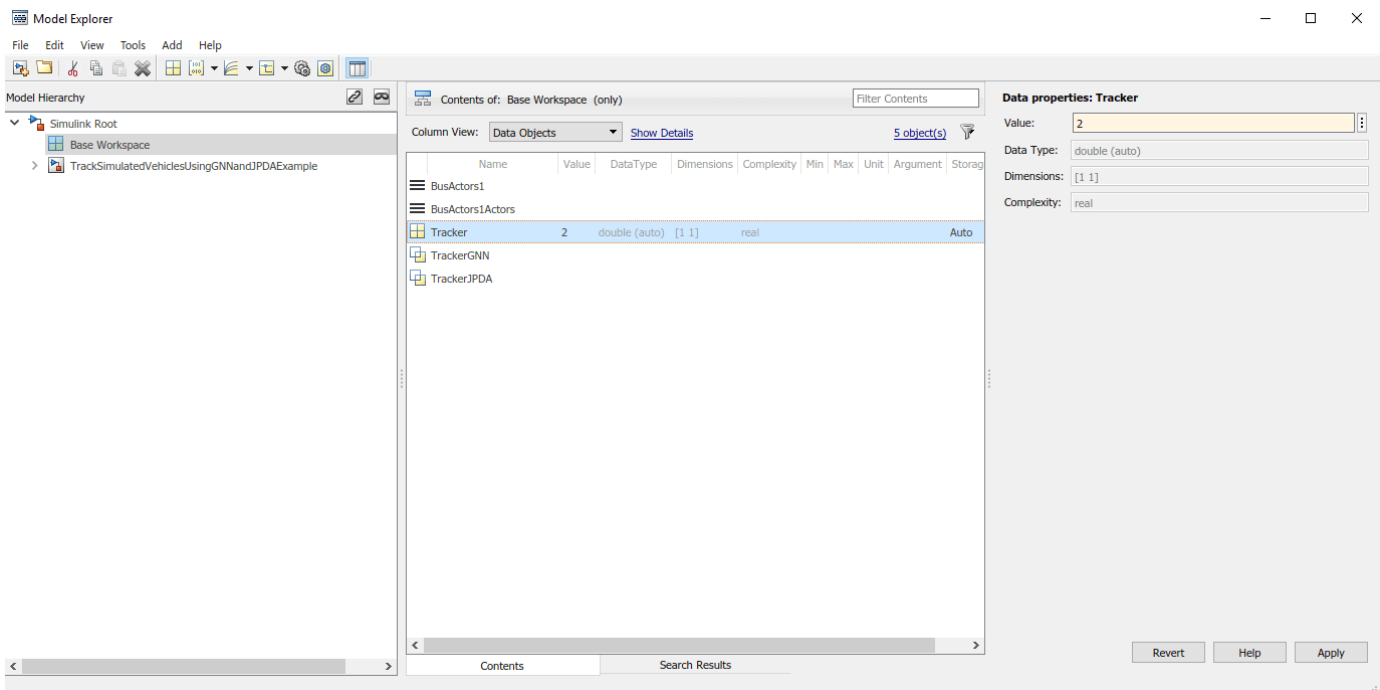 Model Explorer
File Edit View Tools Add Help
Model Hierarchy
Simulink Root
Base Workspace
TrackSimulatedVehiclesUsingGNNandJPDAExample
Contents of: Base Workspace (only)
Filter Contents
Column View: Data Objects Show Details 5 object(s)
Name Value DataType Dimensions Complexity Min Max Unit Argument Storag
BusActors1
BusActors1Actors
Tracker 2 double (auto) [1 1] real Auto
TrackerGNN
TrackerJPDA
Contents Search Results
Data properties: Tracker
Value: 2
Data Type: double (auto)
Dimensions: [1 1]
Complexity: real
Revert Help Apply